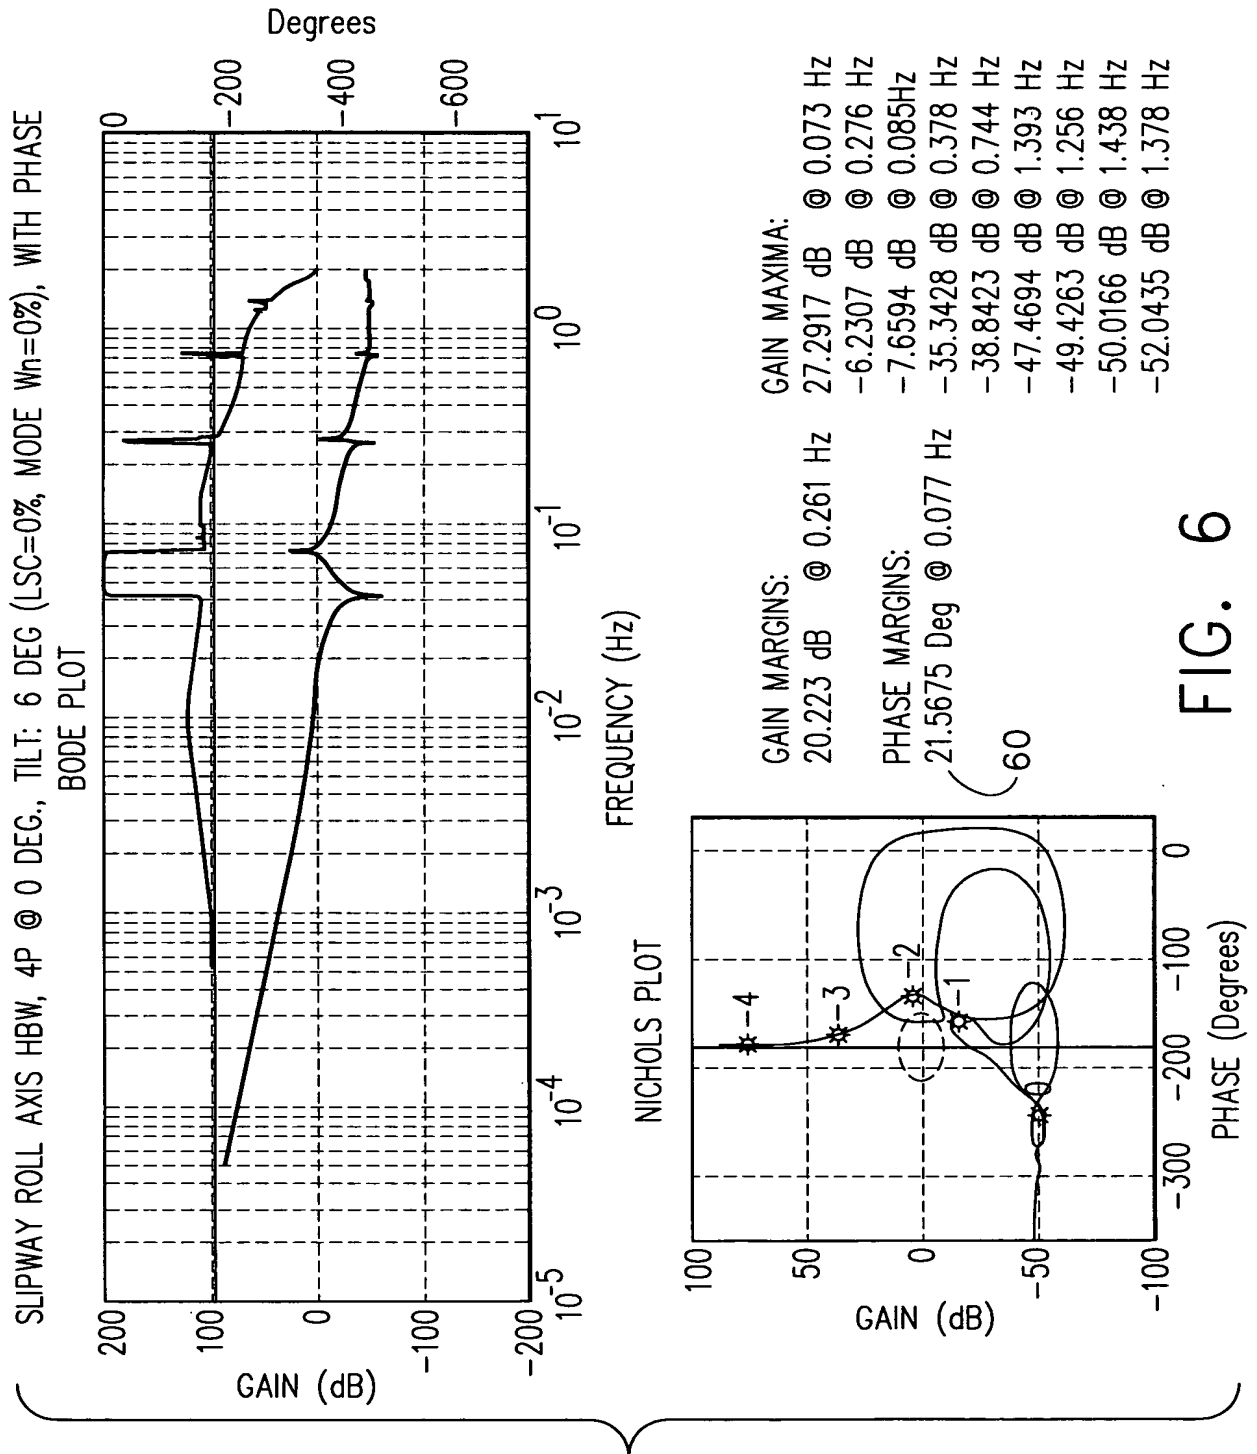 SLIPWAY ROLL AXIS HBW, 4P @ 0 DEG., TILT: 6 DEG (LSC=0%, MODE Wn=0%), WITH PHASE
BODE PLOT
200
100
0
-100
-200
GAIN (dB)
0
-200
-400
-600
Degrees
10-5
10-4
10-3
10-2
10-1
100
101
FREQUENCY (Hz)
NICHOLS PLOT
100
50
0
-50
-100
GAIN (dB)
-4
-3
-2
-1
-300
-200
-100
0
PHASE (Degrees)
GAIN MARGINS:
20.223 dB @ 0.261 Hz
PHASE MARGINS:
21.5675 Deg @ 0.077 Hz
60
GAIN MAXIMA:
27.2917 dB @ 0.073 Hz
-6.2307 dB @ 0.276 Hz
-7.6594 dB @ 0.085Hz
-35.3428 dB @ 0.378 Hz
-38.8423 dB @ 0.744 Hz
-47.4694 dB @ 1.393 Hz
-49.4263 dB @ 1.256 Hz
-50.0166 dB @ 1.438 Hz
-52.0435 dB @ 1.378 Hz
FIG. 6